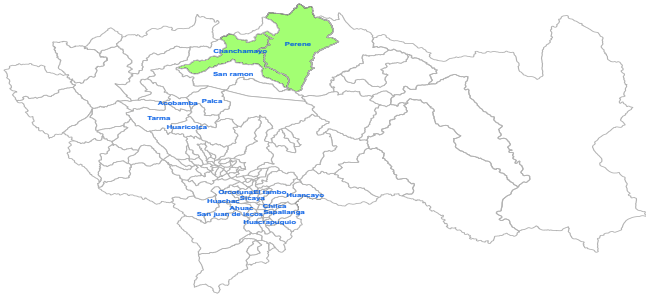 Perene
Chanchamayo
San ramon
Acobamba
Palca
Tarma
Huaricolca
Orcotuna
El tambo
Huancayo
Sicaya
Huachac
Ahuac
Chilca
San juan de iscos
Sapallanga
Huacrapuquio